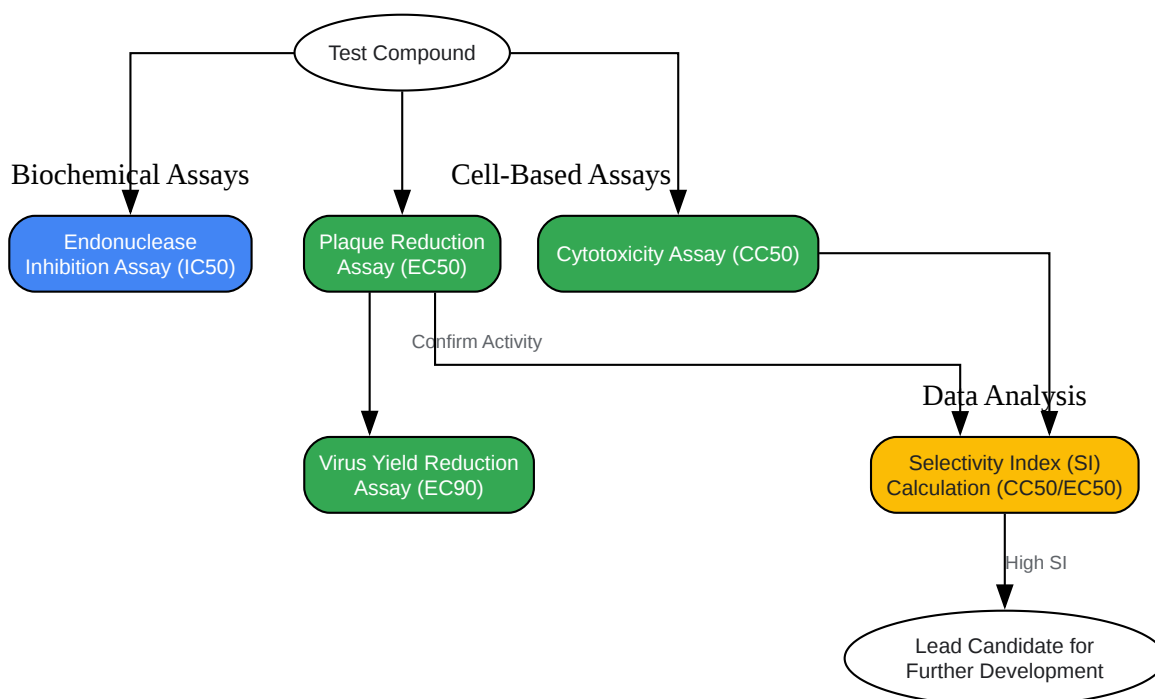 Test Compound
Biochemical Assays
Cell-Based Assays
Endonuclease
Inhibition Assay (IC50)
Plaque Reduction
Assay (EC50)
Cytotoxicity Assay (CC50)
Confirm Activity
Data Analysis
Virus Yield Reduction
Assay (EC90)
Selectivity Index (SI)
Calculation (CC50/EC50)
High SI
Lead Candidate for
Further Development